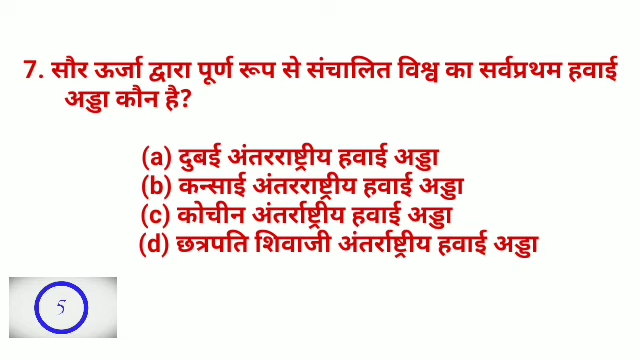 7. सौर ऊर्जा द्वारा पूर्ण रूप से संचालित विश्व का सर्वप्रथम हवाई
अड्डा कौन है?
(a) दुबई अंतरराष्ट्रीय हवाई अड्डा
(b) कन्साई अंतरराष्ट्रीय हवाई अड्डा
(c) कोचीन अंतर्राष्ट्रीय हवाई अड्डा
(d) छत्रपति शिवाजी अंतर्राष्ट्रीय हवाई अड्डा
5